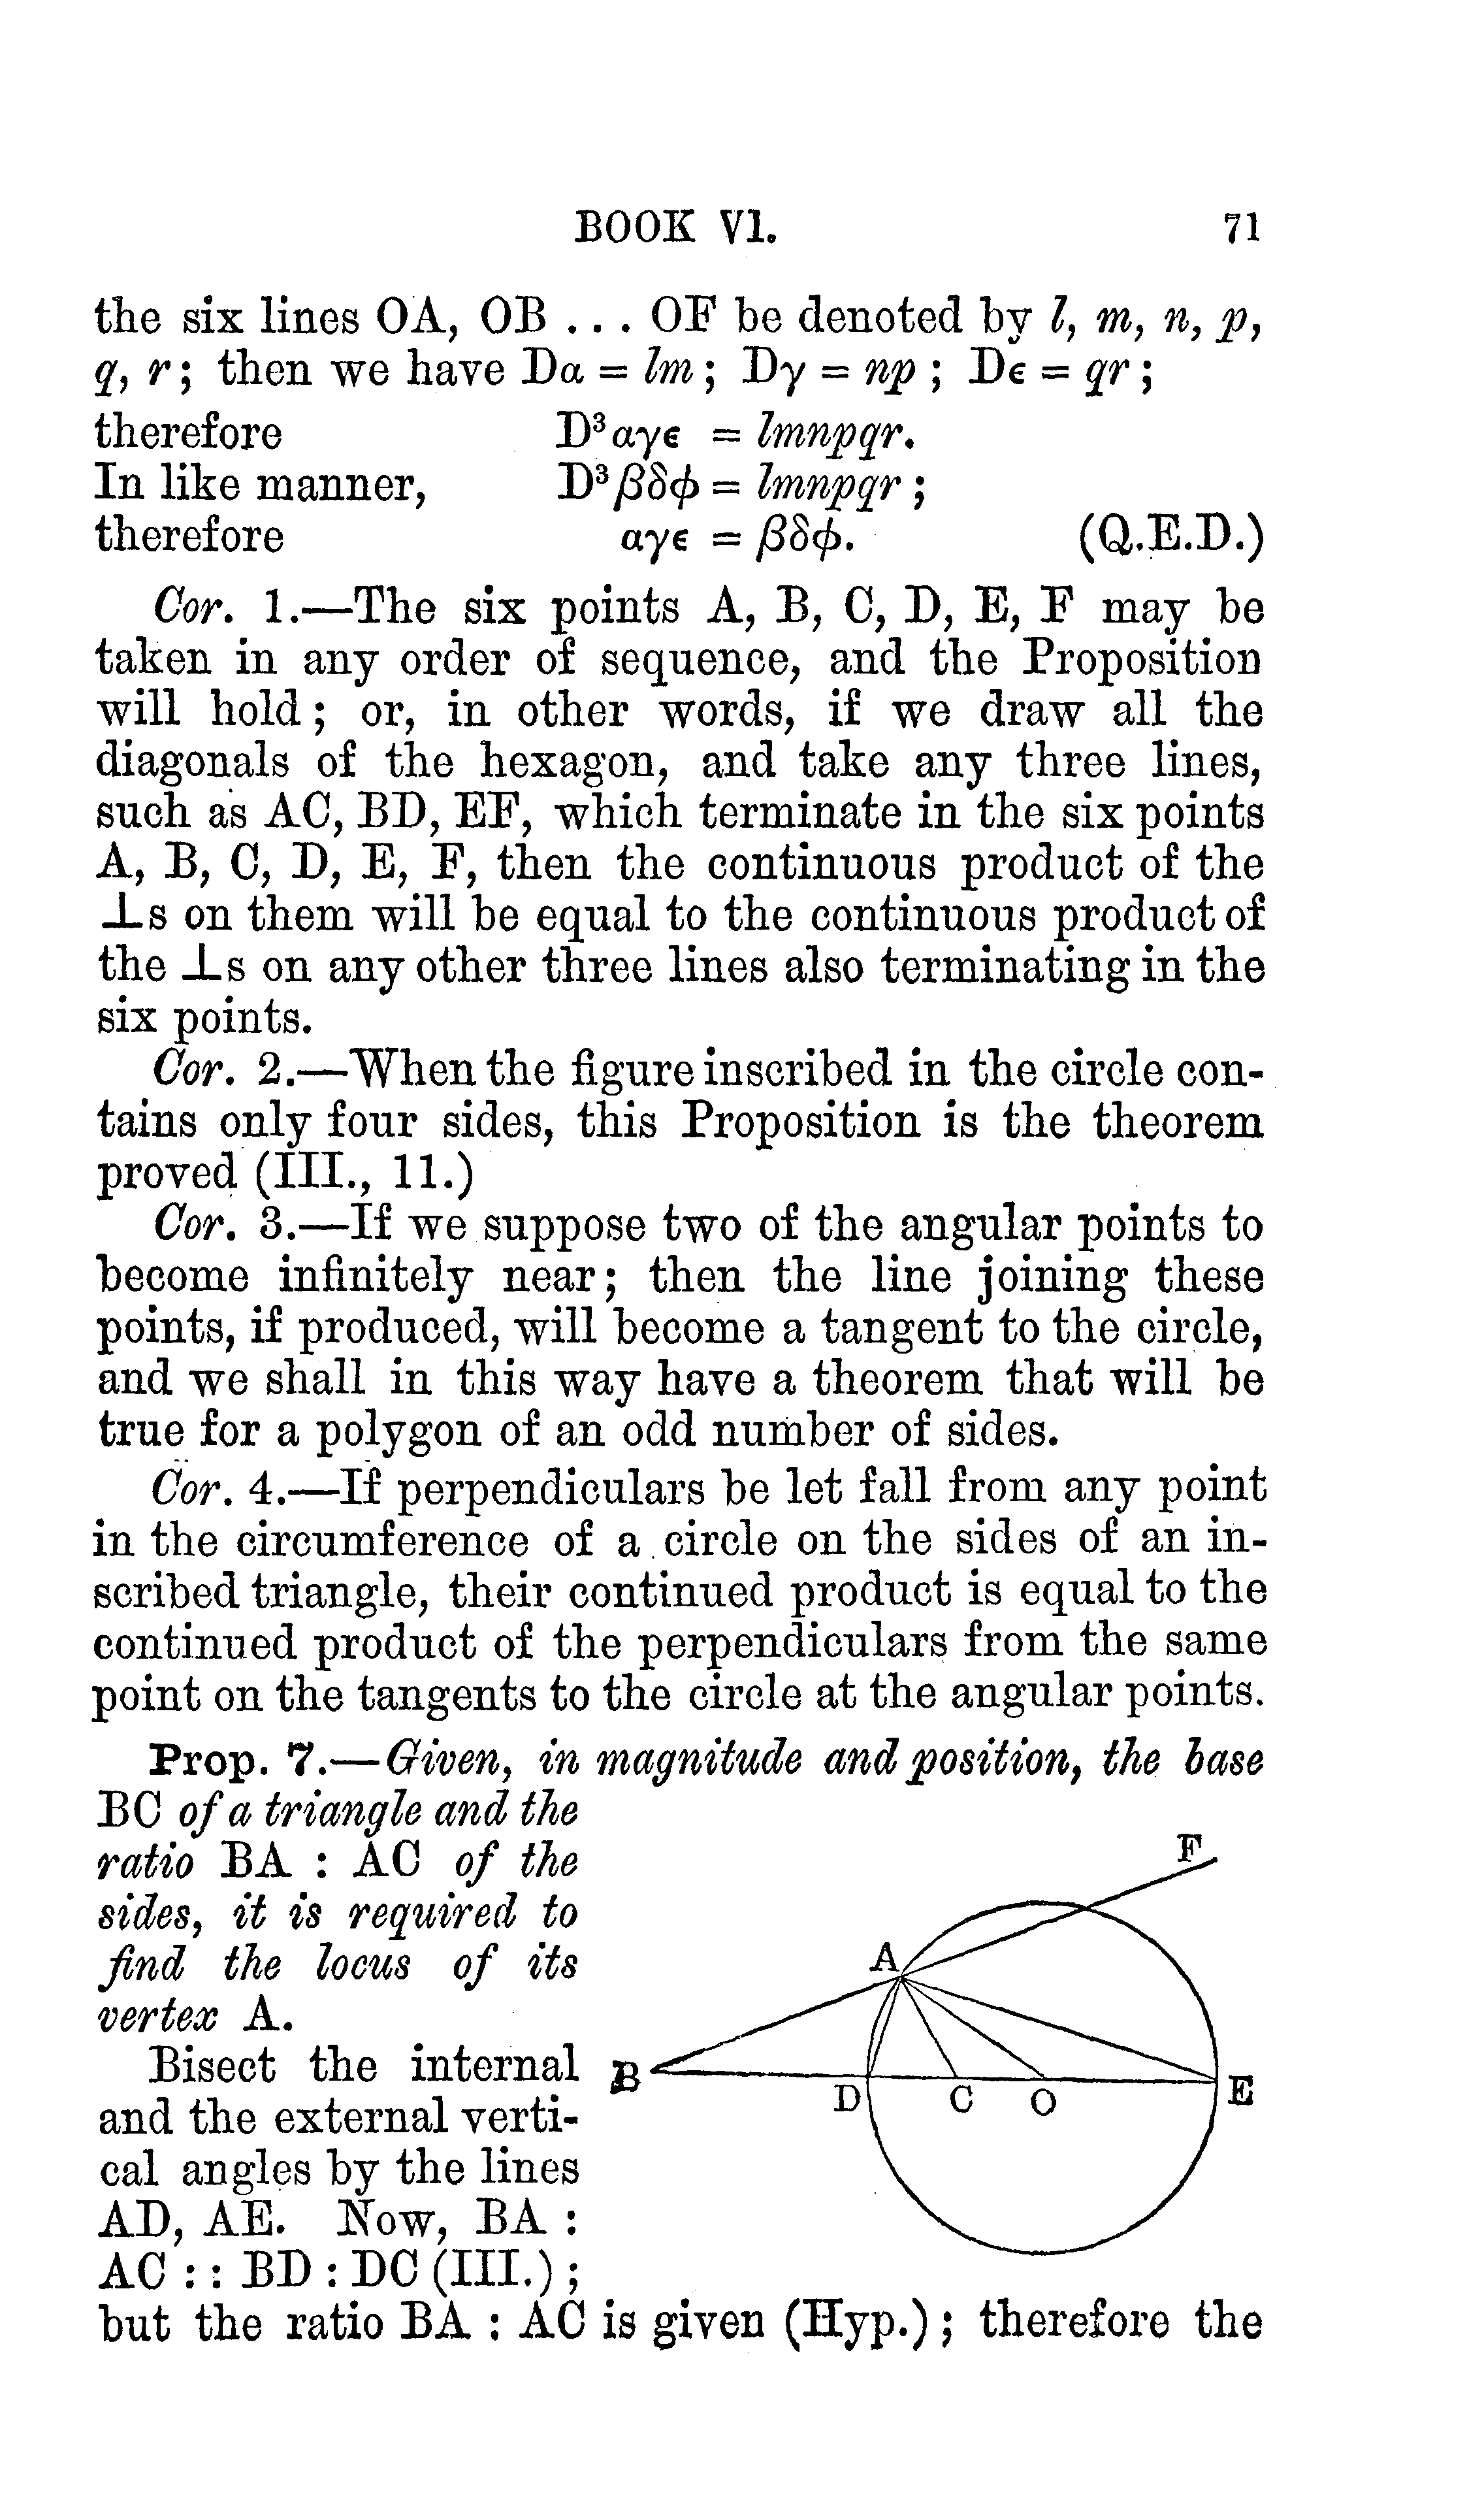 BOOK VI. 71
the six lines OA, OB ... OF be denoted by l, m, n, p,
q, r; then we have Dα = lm; Dγ = np; Dϵ = qr;
therefore D³αγϵ = lmnpqr.
In like manner, D³βδϕ = lmnpqr;
therefore αγϵ = βδϕ. (Q.E.D.)
Cor. 1.—The six points A, B, C, D, E, F may be
taken in any order of sequence, and the Proposition
will hold; or, in other words, if we draw all the
diagonals of the hexagon, and take any three lines,
such as AC, BD, EF, which terminate in the six points
A, B, C, D, E, F, then the continuous product of the
⊥s on them will be equal to the continuous product of
the ⊥s on any other three lines also terminating in the
six points.
Cor. 2.—When the figure inscribed in the circle con-
tains only four sides, this Proposition is the theorem
proved (III., 11.)
Cor. 3.—If we suppose two of the angular points to
become infinitely near; then the line joining these
points, if produced, will become a tangent to the circle,
and we shall in this way have a theorem that will be
true for a polygon of an odd number of sides.
Cor. 4.—If perpendiculars be let fall from any point
in the circumference of a circle on the sides of an in-
scribed triangle, their continued product is equal to the
continued product of the perpendiculars from the same
point on the tangents to the circle at the angular points.
Prop. 7.—Given, in magnitude and position, the base
BC of a triangle and the
ratio BA : AC of the
sides, it is required to
find the locus of its
vertex A.
Bisect the internal
and the external verti-
cal angles by the lines
AD, AE. Now, BA :
AC :: BD : DC (III.);
but the ratio BA : AC is given (Hyp.); therefore the
F
A
B
D
C
O
E